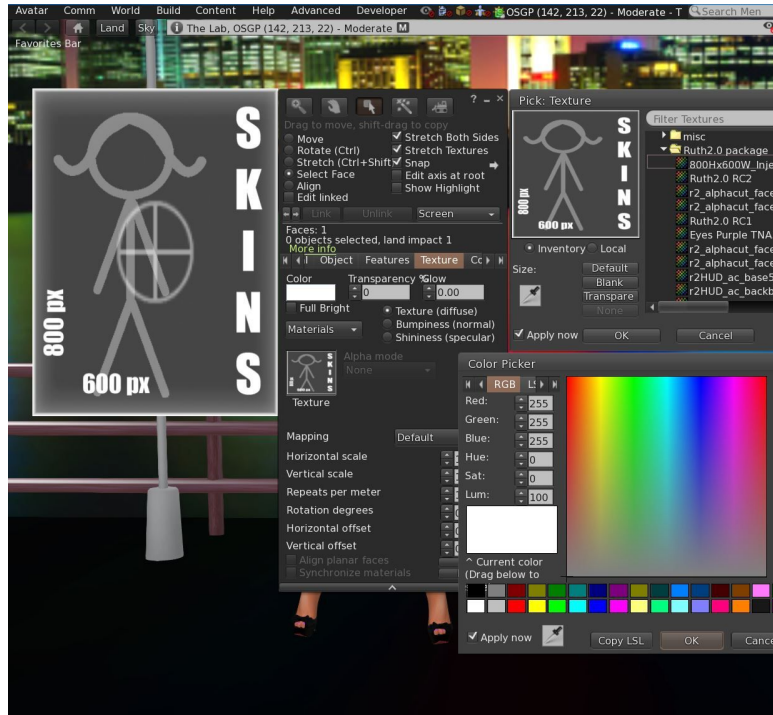 Avatar Comm World Build Content Help Advanced Developer OSGP (142, 213, 22) - Moderate - T Search Men
Land Sky The Lab, OSGP (142, 213, 22) - Moderate M
Favorites Bar
SKINS
800 px
600 px
Drag to move, shift-drag to copy
Move
Rotate (Ctrl)
Stretch (Ctrl+Shift)
Select Face
Align
Edit linked
Stretch Both Sides
Stretch Textures
Snap
Edit axis at root
Show Highlight
Link Unlink Screen
Faces: 1
0 objects selected, land impact 1
More info
Object Features Texture
Color Transparency % Glow
0 0.00
Full Bright
Materials
Texture (diffuse)
Bumpiness (normal)
Shininess (specular)
Alpha mode
None
Texture
Mapping Default
Horizontal scale
Vertical scale
Repeats per meter
Rotation degrees
Horizontal offset
Vertical offset
Align planar faces
Synchronize materials
Pick: Texture
SKINS
800 px
600 px
Filter Textures
misc
Ruth2.0 package
800Hx600W_Inje
Ruth2.0 RC2
r2_alphacut_face
r2_alphacut_face
Ruth2.0 RC1
Eyes Purple TNA
r2_alphacut_face
r2_alphacut_face
r2HUD_ac_base5
r2HUD_ac_backb
Inventory Local
Size:
Default
Blank
Transpare
None
Apply now OK Cancel
Color Picker
RGB
Red: 255
Green: 255
Blue: 255
Hue: 0
Sat: 0
Lum: 100
^ Current color
(Drag below to
Apply now Copy LSL OK Cance